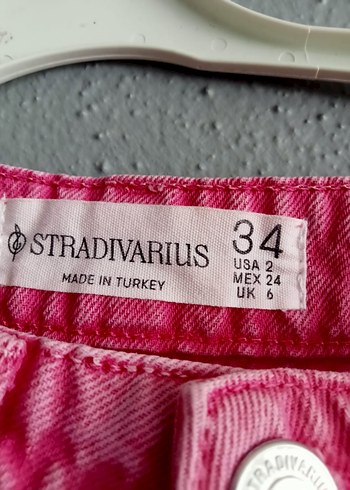 STRADIVARIUS
MADE IN TURKEY
34
USA 2
MEX 24
UK 6
STRADIVARIUS